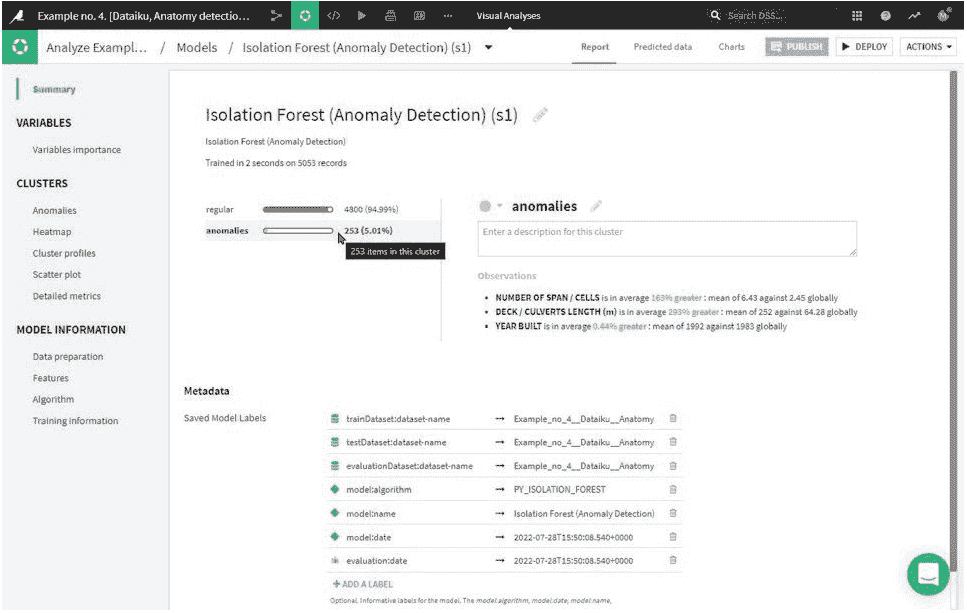 Example no. 4. [Dataiku, Anatomy detectio...
Visual Analyses
Search DSS...
Analyze Exampl... / Models / Isolation Forest (Anomaly Detection) (s1)
Report
Predicted data
Charts
PUBLISH
DEPLOY
ACTIONS
Summary
VARIABLES
Variables importance
CLUSTERS
Anomalies
Heatmap
Cluster profiles
Scatter plot
Detailed metrics
MODEL INFORMATION
Data preparation
Features
Algorithm
Training information
Isolation Forest (Anomaly Detection) (s1)
Isolation Forest (Anomaly Detection)
Trained in 2 seconds on 5053 records
regular 4800 (94.99%)
anomalies 253 (5.01%)
253 items in this cluster
anomalies
Enter a description for this cluster
Observations
• NUMBER OF SPAN / CELLS is in average 163% greater : mean of 6.43 against 2.45 globally
• DECK / CULVERTS LENGTH (m) is in average 293% greater : mean of 252 against 64.28 globally
• YEAR BUILT is in average 0.44% greater : mean of 1992 against 1983 globally
Metadata
Saved Model Labels
trainDataset:dataset-name → Example_no_4__Dataiku__Anatomy
testDataset:dataset-name → Example_no_4__Dataiku__Anatomy
evaluationDataset:dataset-name → Example_no_4__Dataiku__Anatomy
model:algorithm → PY_ISOLATION_FOREST
model:name → Isolation Forest (Anomaly Detection)
model:date → 2022-07-28T15:50:08.540+0000
evaluation:date → 2022-07-28T15:50:08.540+0000
+ ADD A LABEL
Optional. Informative labels for the model. The model:algorithm, model:date, model:name,